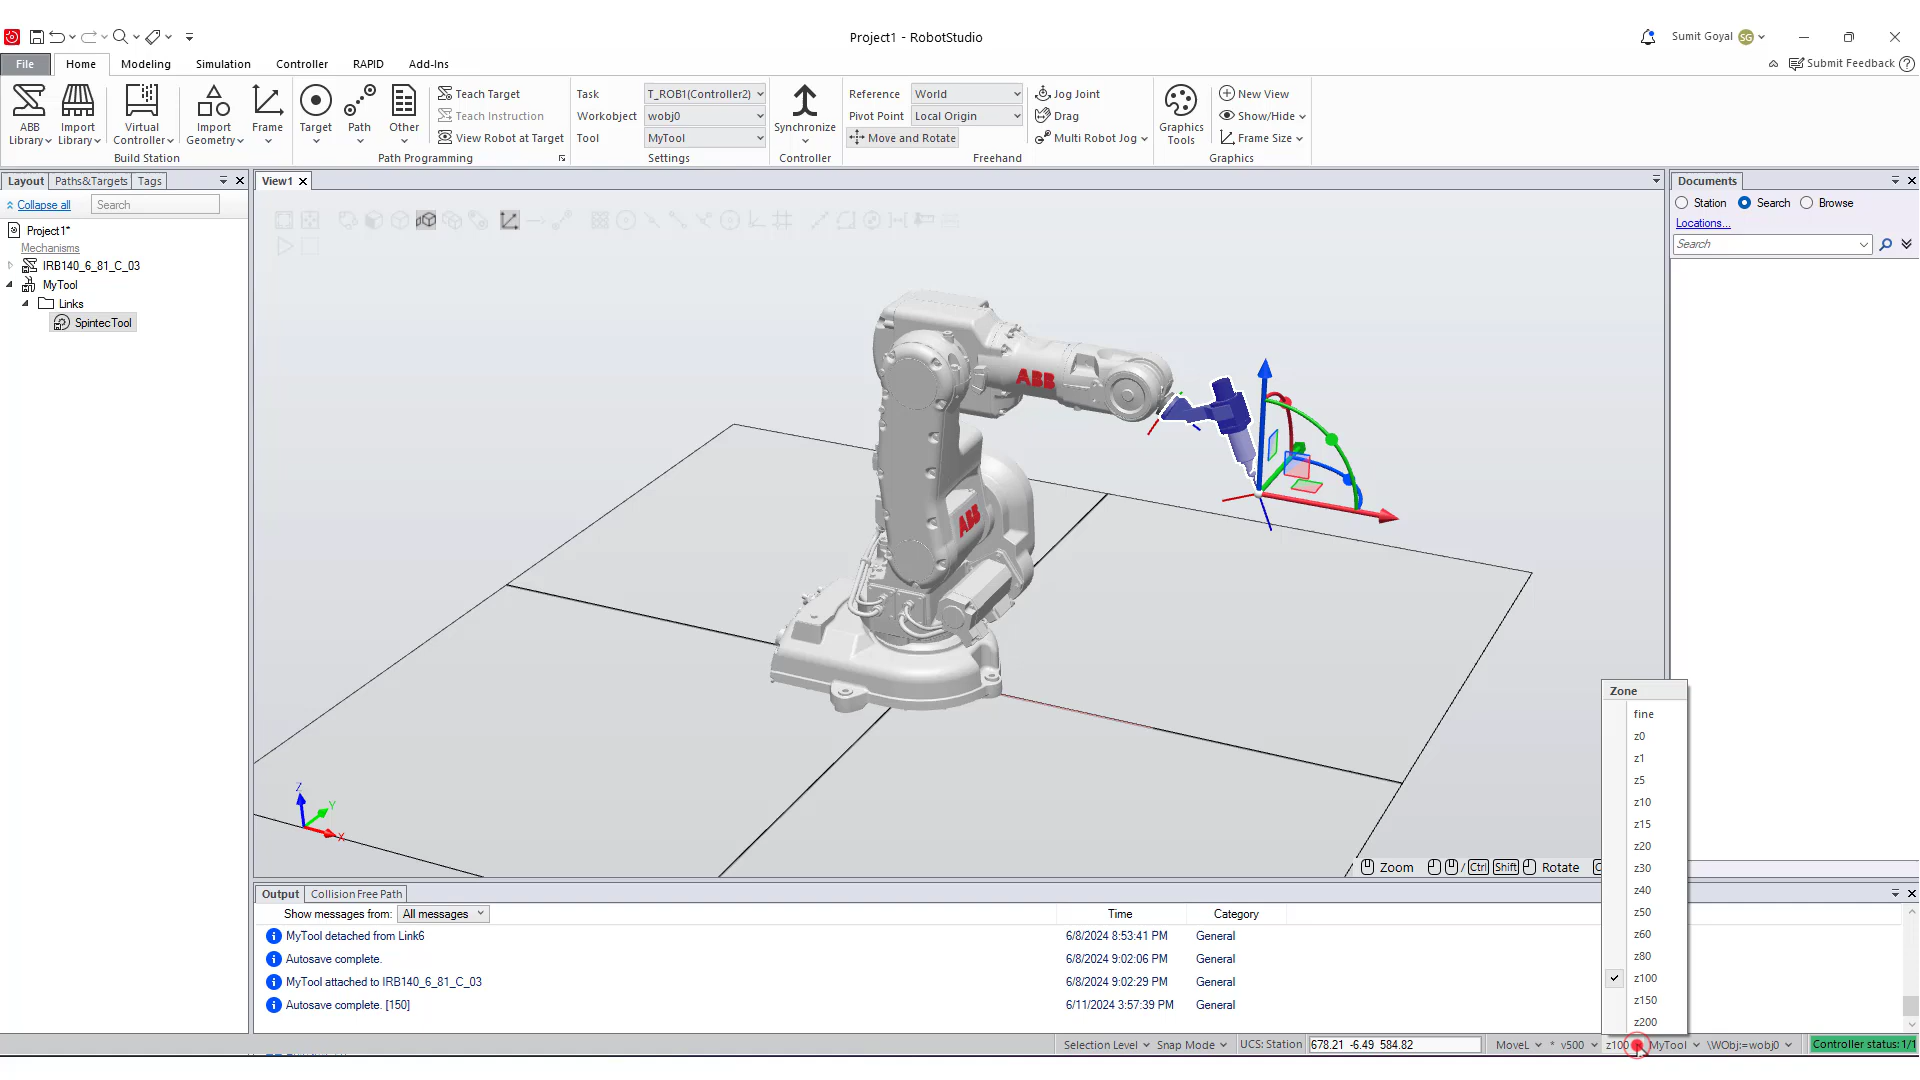 Project1 - RobotStudio
Sumit Goyal SG
File Home Modeling Simulation Controller RAPID Add-Ins
Submit Feedback ?
ABB Library
Import Library
Virtual Controller
Import Geometry
Frame
Build Station
Target
Path
Other
Teach Target
Teach Instruction
View Robot at Target
Path Programming
Task T_ROB1(Controller2)
Workobject wobj0
Tool MyTool
Settings
Synchronize
Controller
Reference World
Pivot Point Local Origin
Move and Rotate
Jog Joint
Drag
Multi Robot Jog
Freehand
Graphics Tools
New View
Show/Hide
Frame Size
Graphics
Layout Paths&Targets Tags
Collapse all Search
Project1*
Mechanisms
IRB140_6_81_C_03
MyTool
Links
SpintecTool
View1
ABB
ABB
Z
Y
X
Zoom / Ctrl Shift Rotate
Documents
Station Search Browse
Locations...
Search
Zone
fine
z0
z1
z5
z10
z15
z20
z30
z40
z50
z60
z80
z100
z150
z200
Output Collision Free Path
Show messages from: All messages Time Category
MyTool detached from Link6 6/8/2024 8:53:41 PM General
Autosave complete. 6/8/2024 9:02:06 PM General
MyTool attached to IRB140_6_81_C_03 6/8/2024 9:02:29 PM General
Autosave complete. [150] 6/11/2024 3:57:39 PM General
Selection Level Snap Mode UCS: Station 678.21 -6.49 584.82 MoveL * v500 z100 MyTool \WObj:=wobj0 Controller status: 1/1